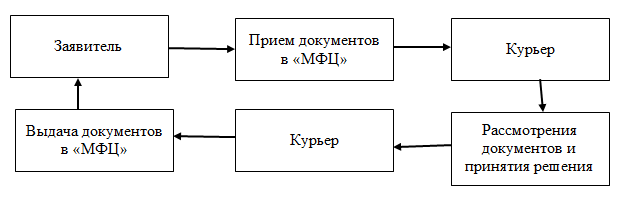 Заявитель
Прием документов
в «МФЦ»
Курьер
Рассмотрения
документов и
принятия решения
Курьер
Выдача документов
в «МФЦ»